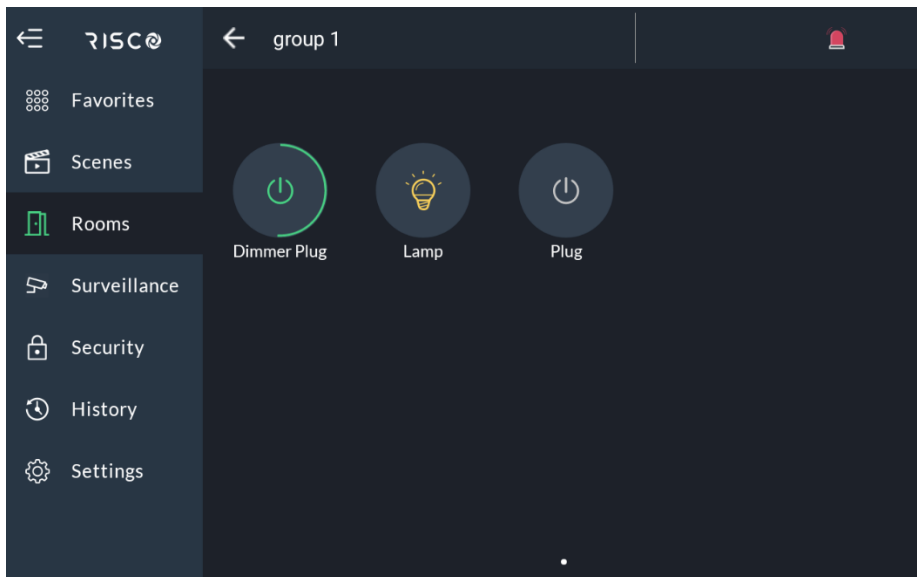 RISCO
group 1
Favorites
Scenes
Rooms
Surveillance
Security
History
Settings
Dimmer Plug
Lamp
Plug